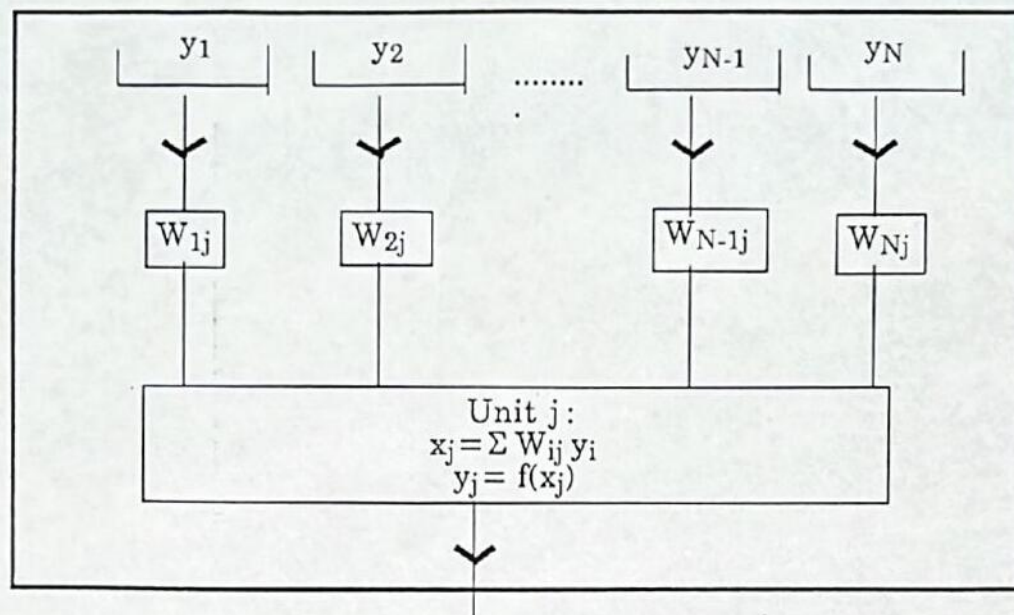 y₁ y₂ ........ yN-1 yN
W₁ⱼ W₂ⱼ WN-1j WNj
Unit j :
xⱼ = Σ Wᵢⱼ yᵢ
yⱼ = f(xⱼ)